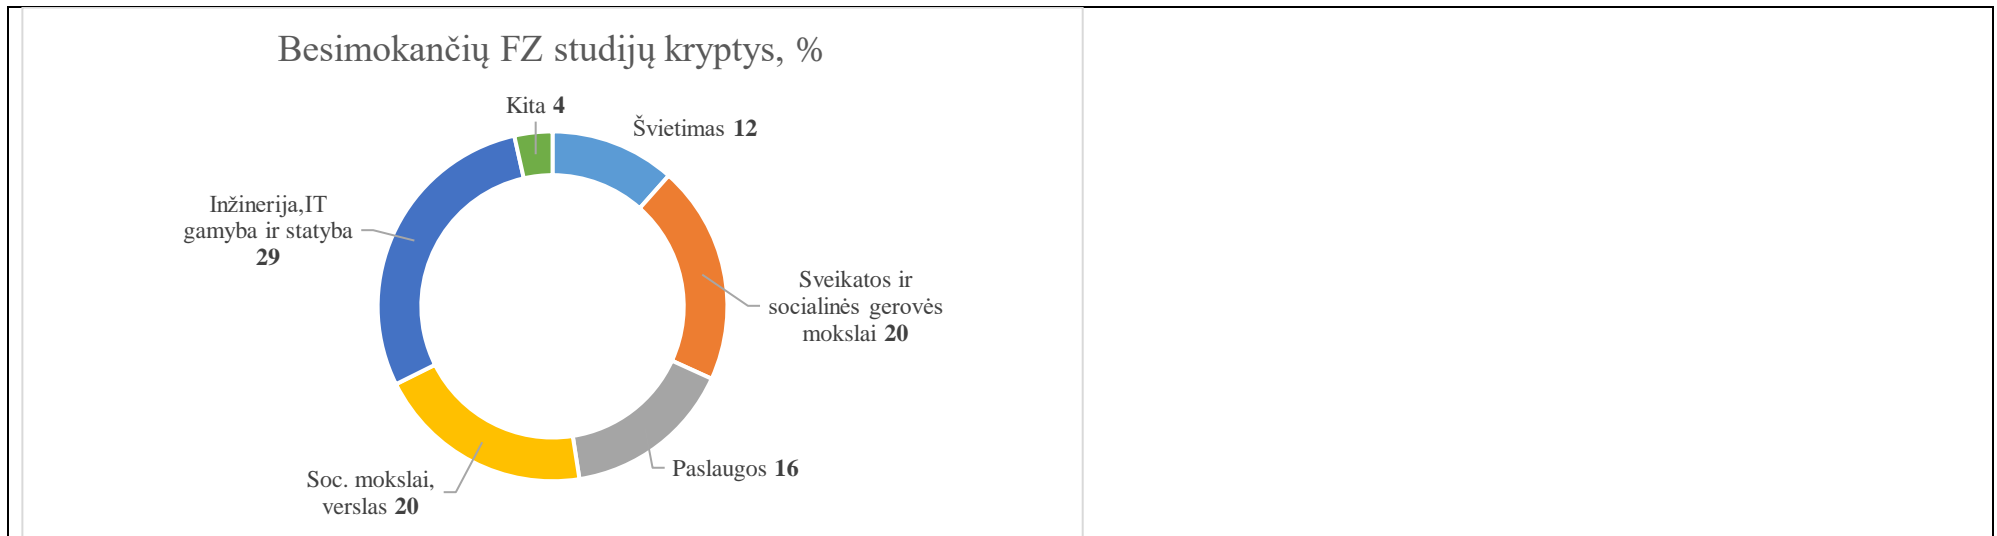 Besimokančių FZ studijų kryptys, %
Kita 4
Švietimas 12
Inžinerija,IT
gamyba ir statyba
29
Sveikatos ir
socialinės gerovės
mokslai 20
Paslaugos 16
Soc. mokslai,
verslas 20